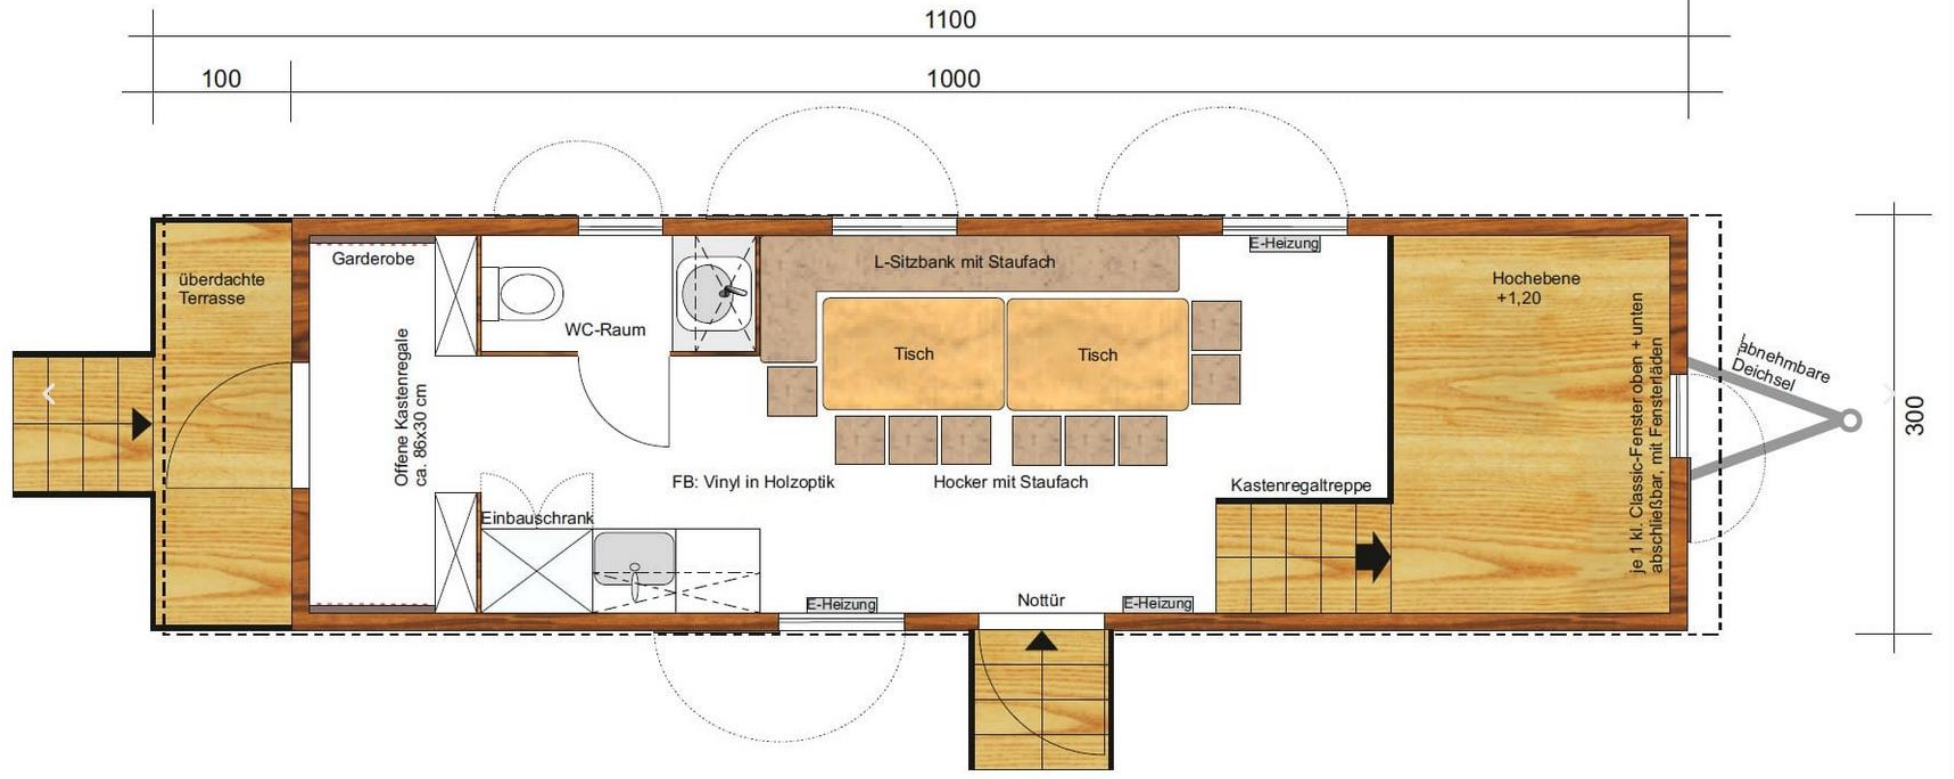 1100
100
1000
Garderobe
E-Heizung
L-Sitzbank mit Staufach
überdachte
Terrasse
Hochebene
+1,20
WC-Raum
Tisch
Tisch
Offene Kastenregale
ca. 86x30 cm
je 1 kl. Classic-Fenster oben + unten
abschließbar, mit Fensterläden
abnehmbare
Deichsel
300
FB: Vinyl in Holzoptik
Hocker mit Staufach
Kastenregaltreppe
Einbauschrank
E-Heizung
Nottür
E-Heizung